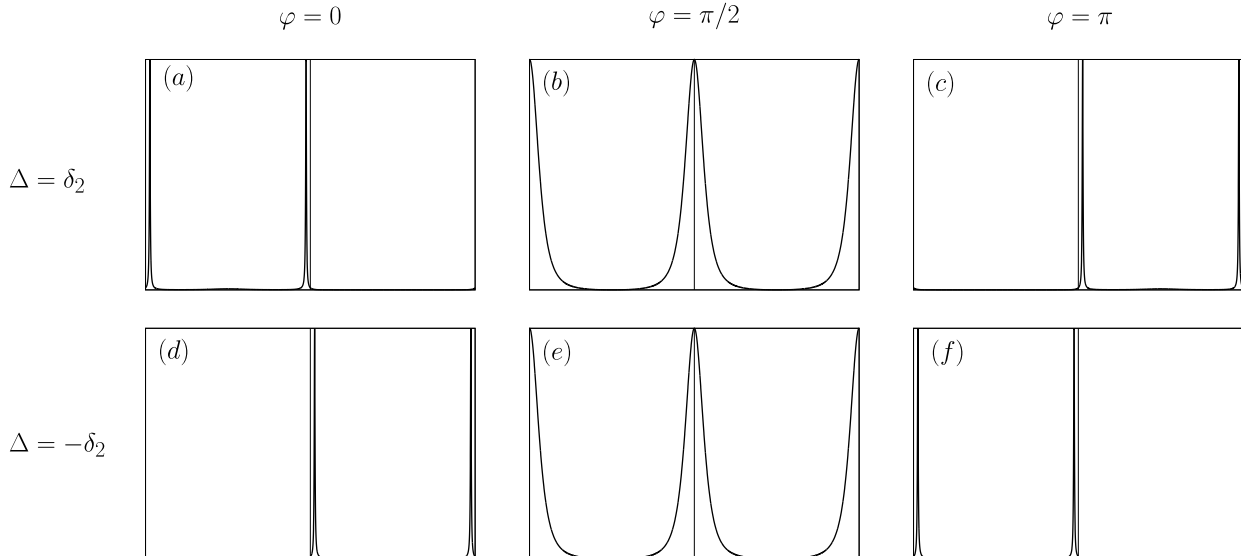 φ = 0 φ = π/2 φ = π
(a) (b) (c)
Δ = δ₂
(d) (e) (f)
Δ = −δ₂